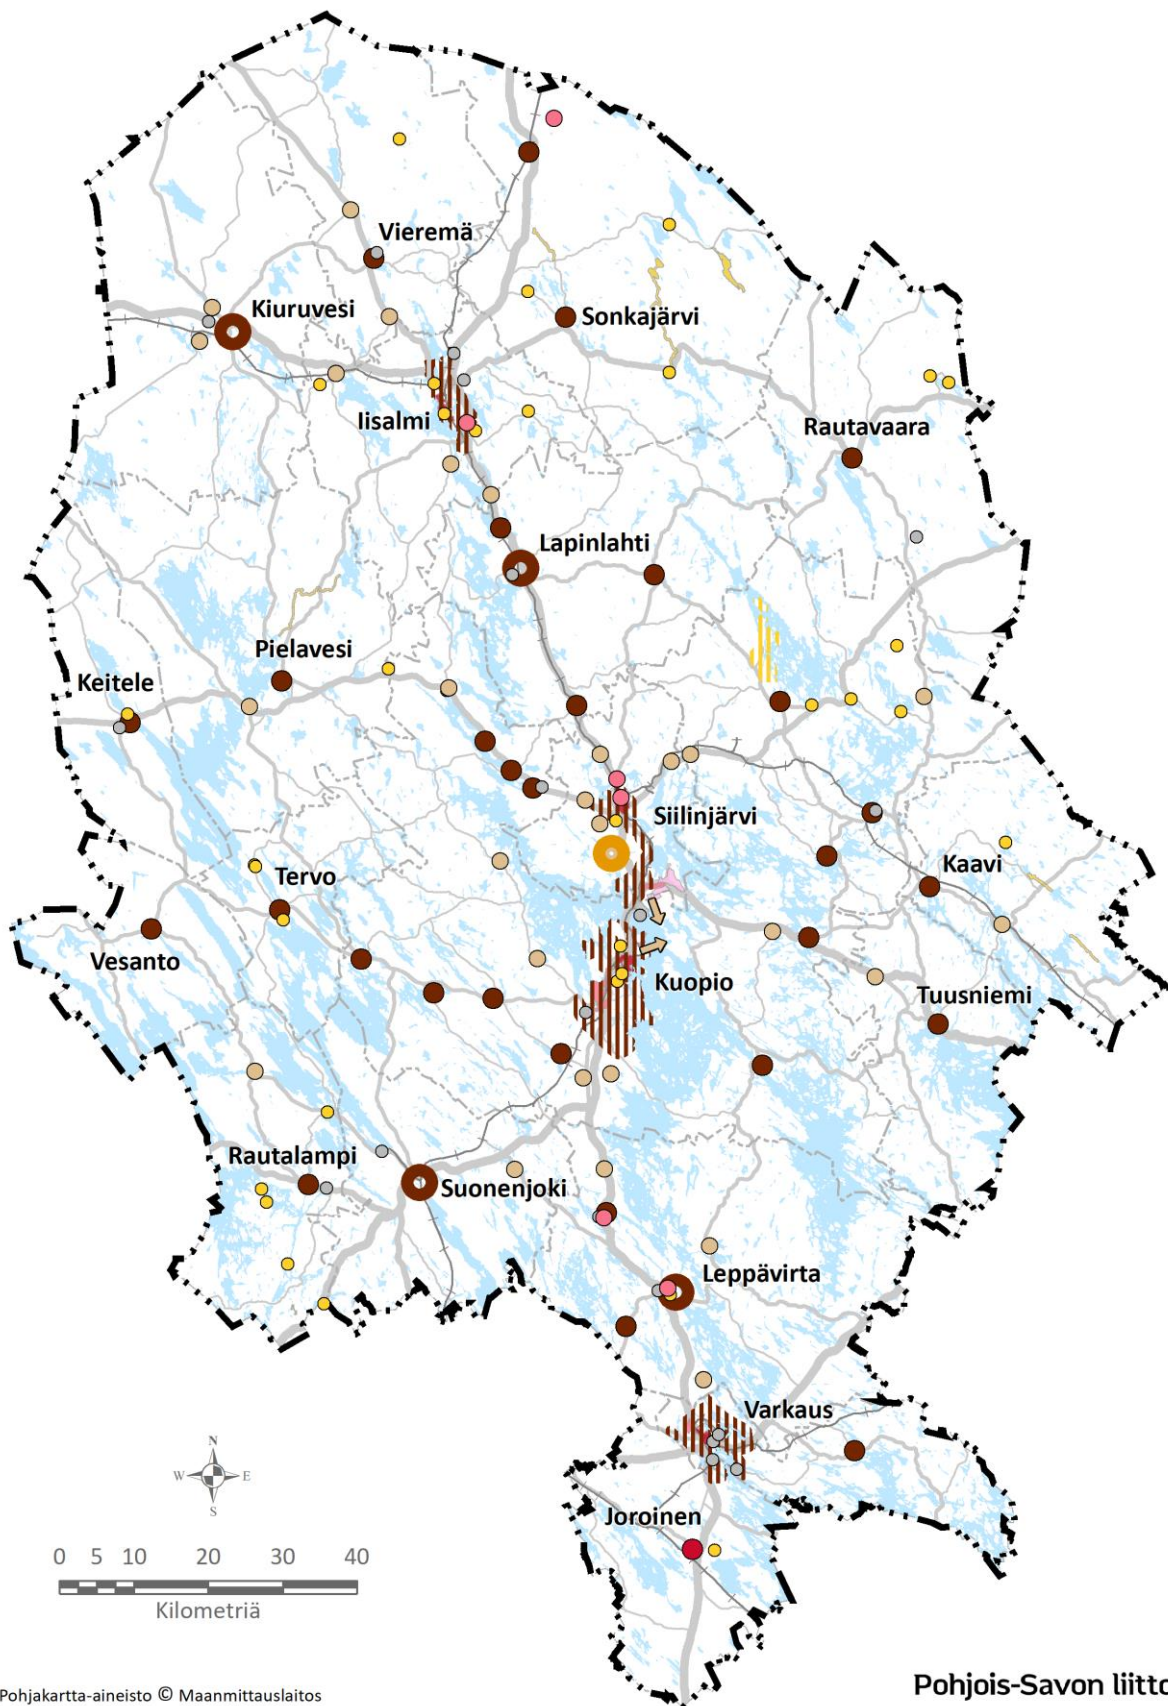 Vieremä
Kiuruvesi
Sonkajärvi
Iisalmi
Rautavaara
Lapinlahti
Pielavesi
Keitele
Siilinjärvi
Kaavi
Tervo
Vesanto
Kuopio
Tuusniemi
Rautalampi
Suonenjoki
Leppävirta
Varkaus
N
W E
S
Joroinen
0 5 10 20 30 40
Kilometriä
Pohjakartta-aineisto © Maanmittauslaitos
Pohjois-Savon liitto